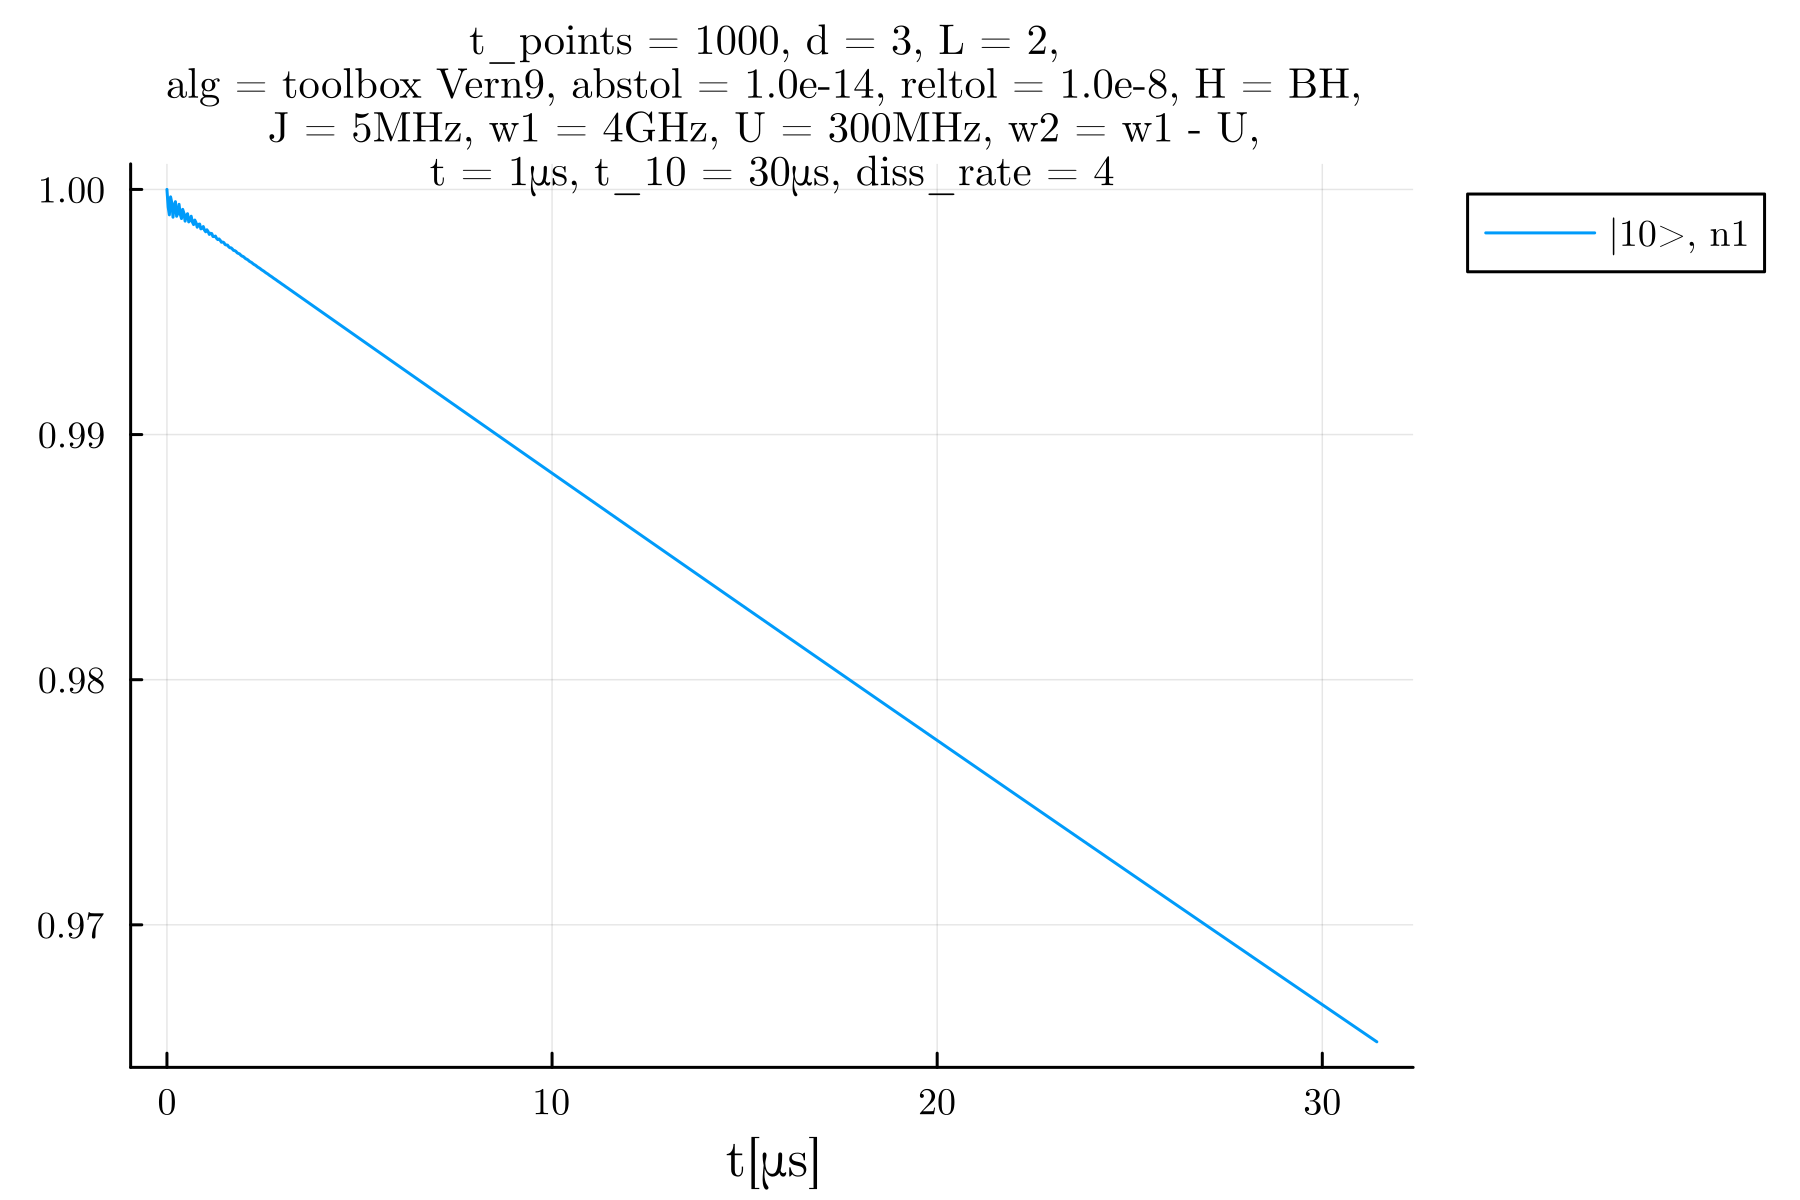 t_points = 1000, d = 3, L = 2,
alg = toolbox Vern9, abstol = 1.0e-14, reltol = 1.0e-8, H = BH,
J = 5MHz, w1 = 4GHz, U = 300MHz, w2 = w1 - U,
t = 1μs, t_10 = 30μs, diss_rate = 4
1.00
0.99
0.98
0.97
0 10 20 30
t[μs]
|10>, n1